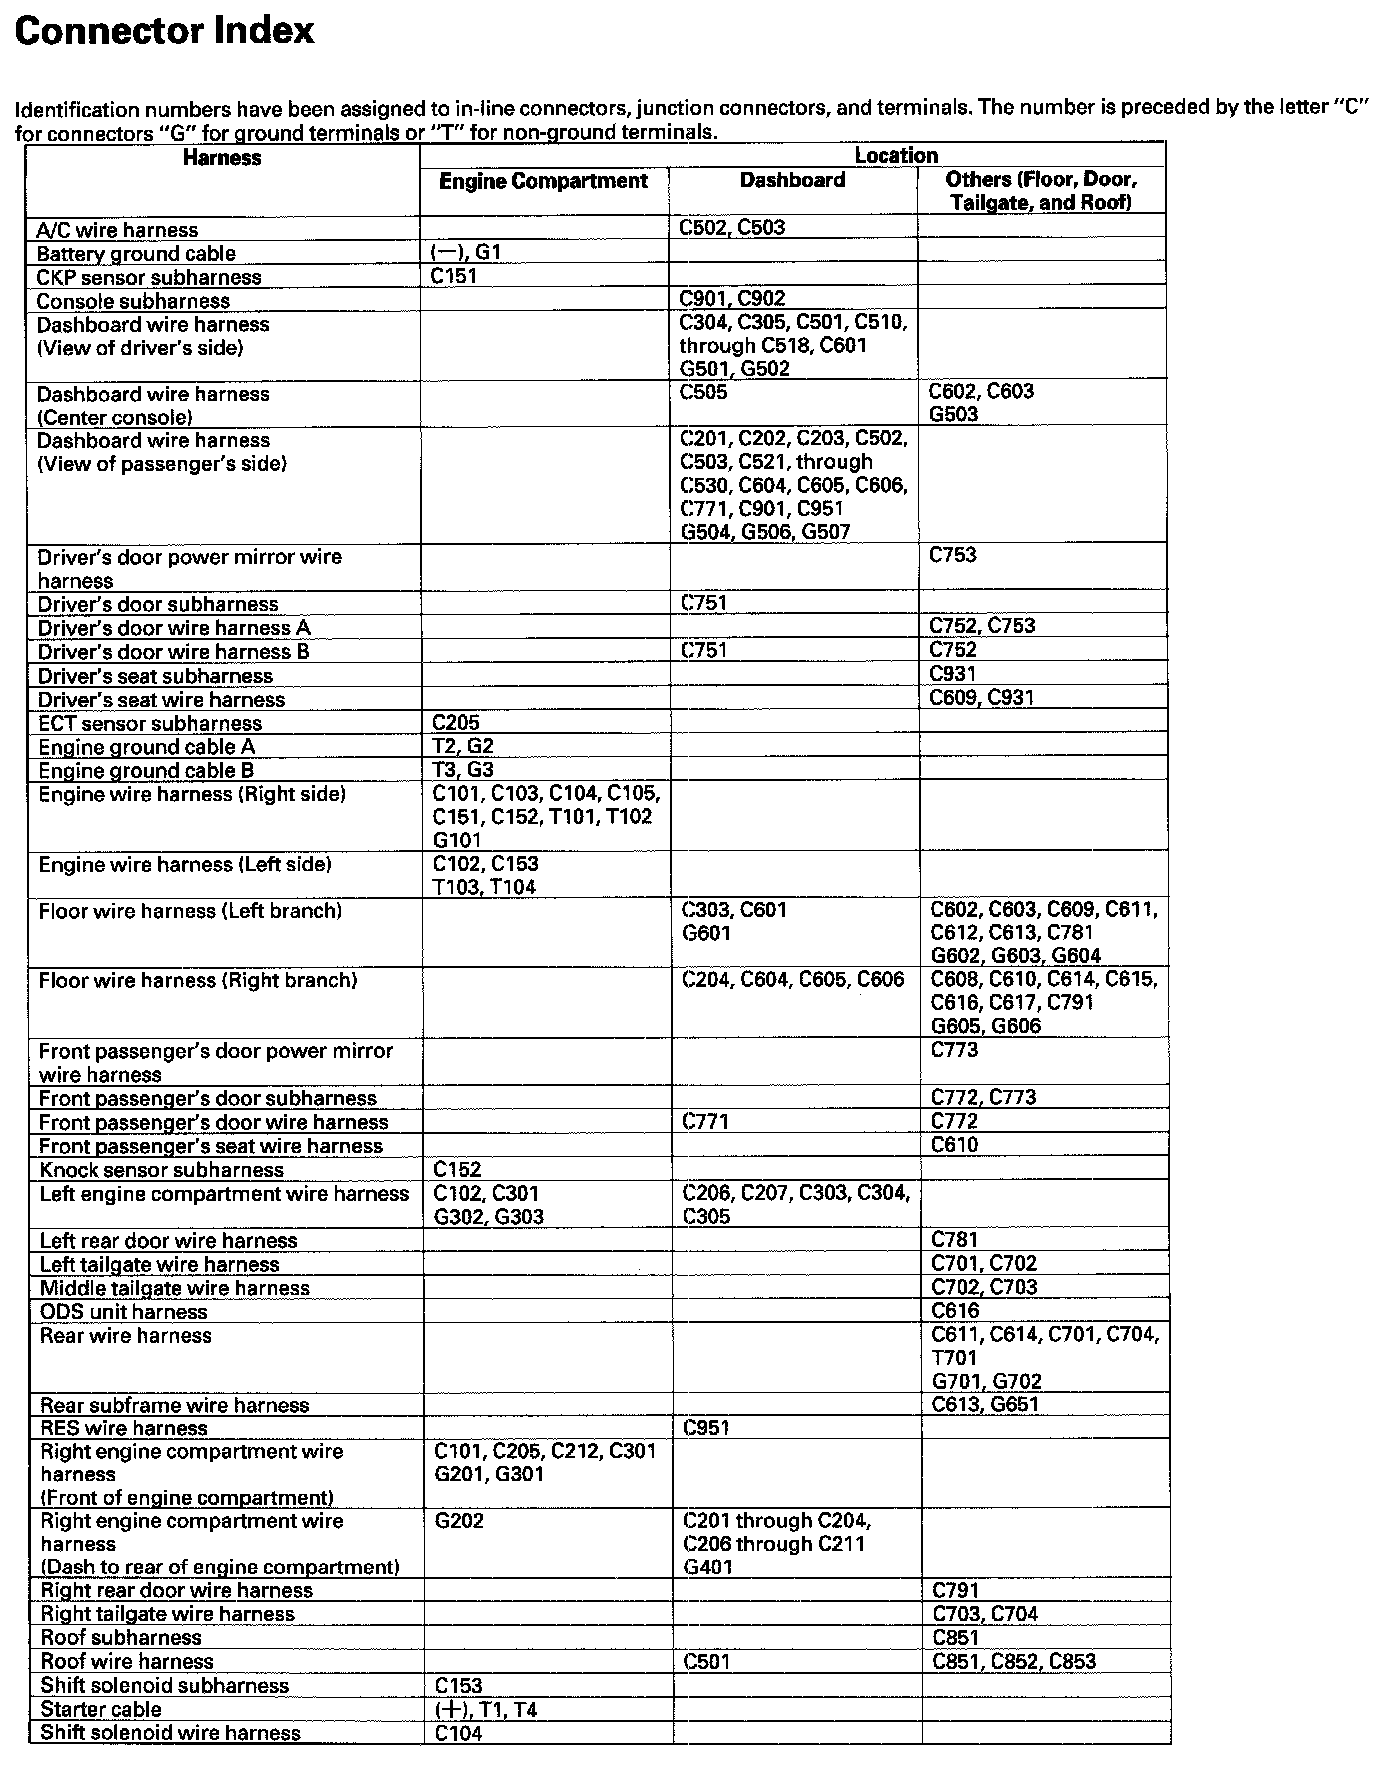 Connector Index
Identification numbers have been assigned to in-line connectors, junction connectors, and terminals. The number is preceded by the letter "C"
for connectors "G" for ground terminals or "T" for non-ground terminals.
Harness Location
Engine Compartment Dashboard Others (Floor, Door,
Tailgate, and Roof)
A/C wire harness C502, C503
Battery ground cable (−), G1
CKP sensor subharness C151
Console subharness C901, C902
Dashboard wire harness C304, C305, C501, C510,
(View of driver's side) through C518, C601
G501, G502
Dashboard wire harness C505 C602, C603
(Center console) G503
Dashboard wire harness C201, C202, C203, C502,
(View of passenger's side) C503, C521, through
C530, C604, C605, C606,
C771, C901, C951
G504, G506, G507
Driver's door power mirror wire C753
harness
Driver's door subharness C751
Driver's door wire harness A C752, C753
Driver's door wire harness B C751 C752
Driver's seat subharness C931
Driver's seat wire harness C609, C931
ECT sensor subharness C205
Engine ground cable A T2, G2
Engine ground cable B T3, G3
Engine wire harness (Right side) C101, C103, C104, C105,
C151, C152, T101, T102
G101
Engine wire harness (Left side) C102, C153
T103, T104
Floor wire harness (Left branch) C303, C601 C602, C603, C609, C611,
G601 C612, C613, C781
G602, G603, G604
Floor wire harness (Right branch) C204, C604, C605, C606 C608, C610, C614, C615,
C616, C617, C791
G605, G606
Front passenger's door power mirror C773
wire harness
Front passenger's door subharness C772, C773
Front passenger's door wire harness C771 C772
Front passenger's seat wire harness C610
Knock sensor subharness C152
Left engine compartment wire harness C102, C301 C206, C207, C303, C304,
G302, G303 C305
Left rear door wire harness C781
Left tailgate wire harness C701, C702
Middle tailgate wire harness C702, C703
ODS unit harness C616
Rear wire harness C611, C614, C701, C704,
T701
G701, G702
Rear subframe wire harness C613, G651
RES wire harness C951
Right engine compartment wire C101, C205, C212, C301
harness G201, G301
(Front of engine compartment)
Right engine compartment wire G202 C201 through C204,
harness C206 through C211
(Dash to rear of engine compartment) G401
Right rear door wire harness C791
Right tailgate wire harness C703, C704
Roof subharness C851
Roof wire harness C501 C851, C852, C853
Shift solenoid subharness C153
Starter cable (+), T1, T4
Shift solenoid wire harness C104